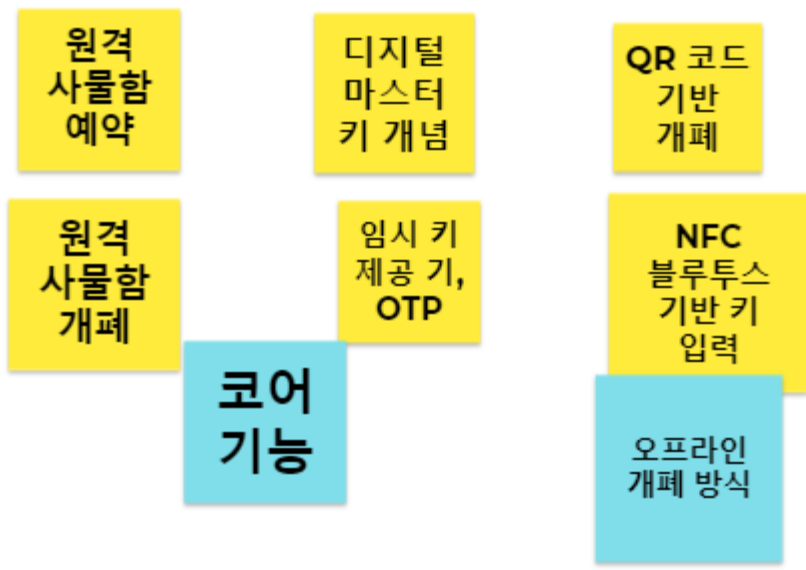 원격
사물함
예약
디지털
마스터
키 개념
QR 코드
기반
개폐
원격
사물함
개폐
임시 키
제공 기,
OTP
NFC
블루투스
기반 키
입력
코어
기능
오프라인
개폐 방식